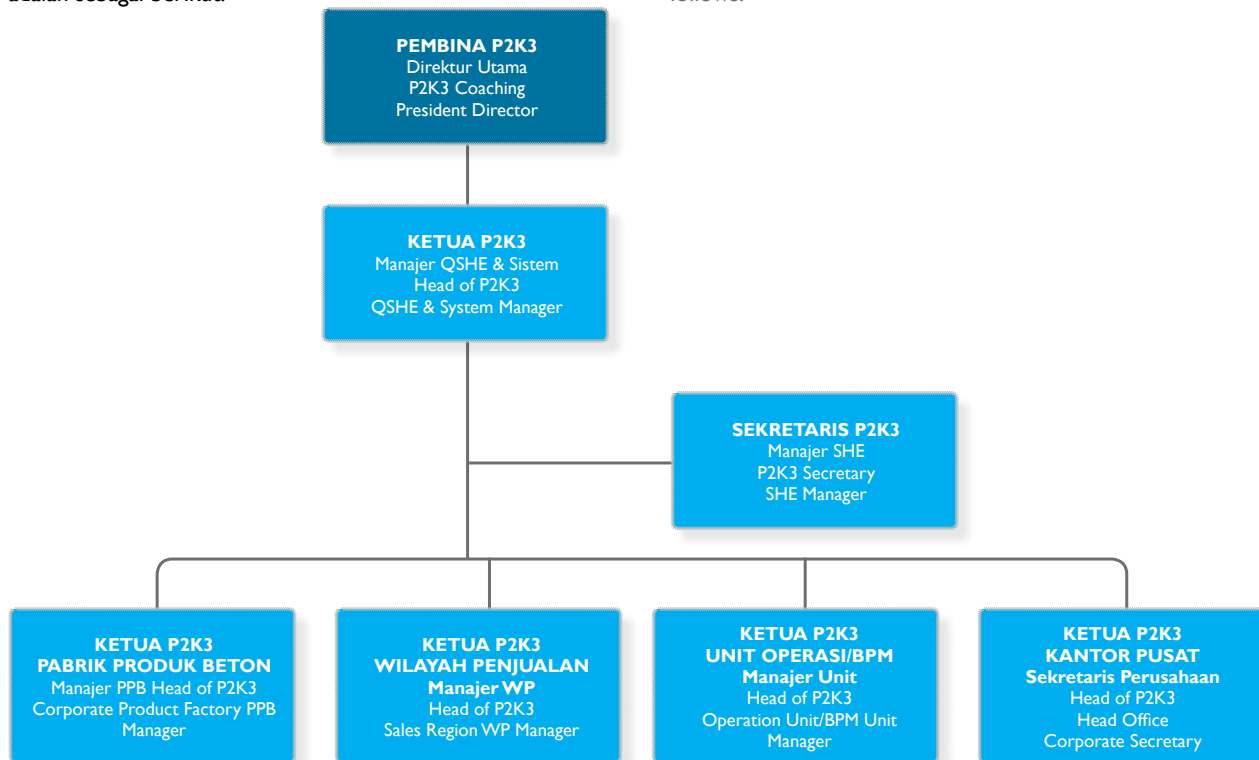 adalah sebagai berikut:
follows:
PEMBINA P2K3
Direktur Utama
P2K3 Coaching
President Director
KETUA P2K3
Manajer QSHE & Sistem
Head of P2K3
QSHE & System Manager
SEKRETARIS P2K3
Manajer SHE
P2K3 Secretary
SHE Manager
KETUA P2K3
PABRIK PRODUK BETON
Manajer PPB Head of P2K3
Corporate Product Factory PPB
Manager
KETUA P2K3
WILAYAH PENJUALAN
Manajer WP
Head of P2K3
Sales Region WP Manager
KETUA P2K3
UNIT OPERASI/BPM
Manajer Unit
Head of P2K3
Operation Unit/BPM Unit
Manager
KETUA P2K3
KANTOR PUSAT
Sekretaris Perusahaan
Head of P2K3
Head Office
Corporate Secretary